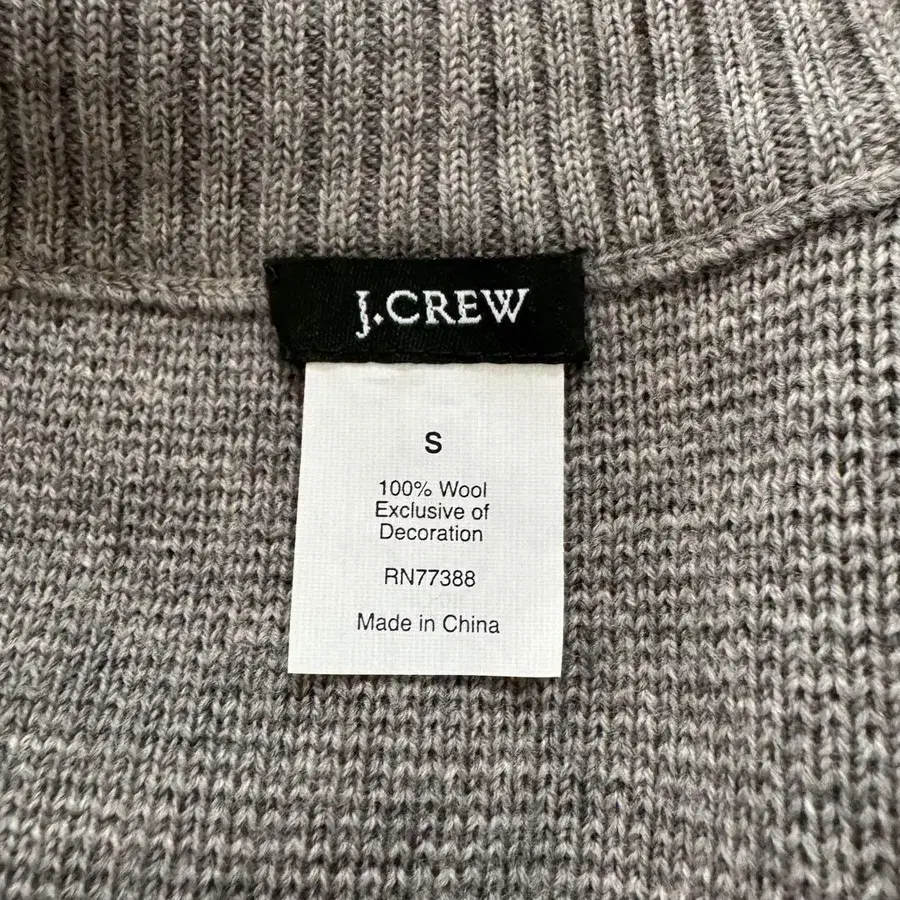 J.CREW
S
100% Wool
Exclusive of
Decoration
RN77388
Made in China